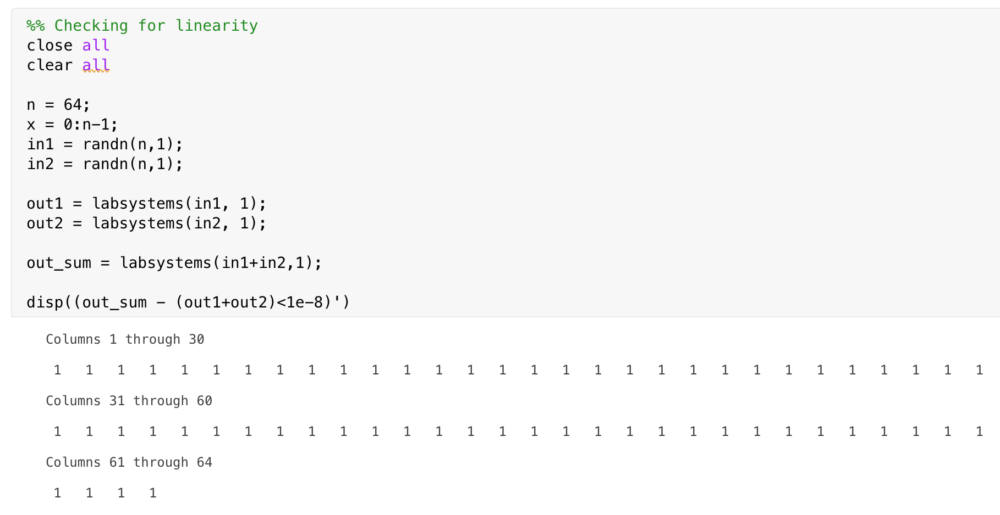 %% Checking for linearity
close all
clear all
n = 64;
x = 0:n-1;
in1 = randn(n,1);
in2 = randn(n,1);
out1 = labsystems(in1, 1);
out2 = labsystems(in2, 1);
out_sum = labsystems(in1+in2,1);
disp((out_sum - (out1+out2)<1e-8)')
Columns 1 through 30
1 1 1 1 1 1 1 1 1 1 1 1 1 1 1 1 1 1 1 1 1 1 1 1 1 1 1 1 1 1
Columns 31 through 60
1 1 1 1 1 1 1 1 1 1 1 1 1 1 1 1 1 1 1 1 1 1 1 1 1 1 1 1 1 1
Columns 61 through 64
1 1 1 1